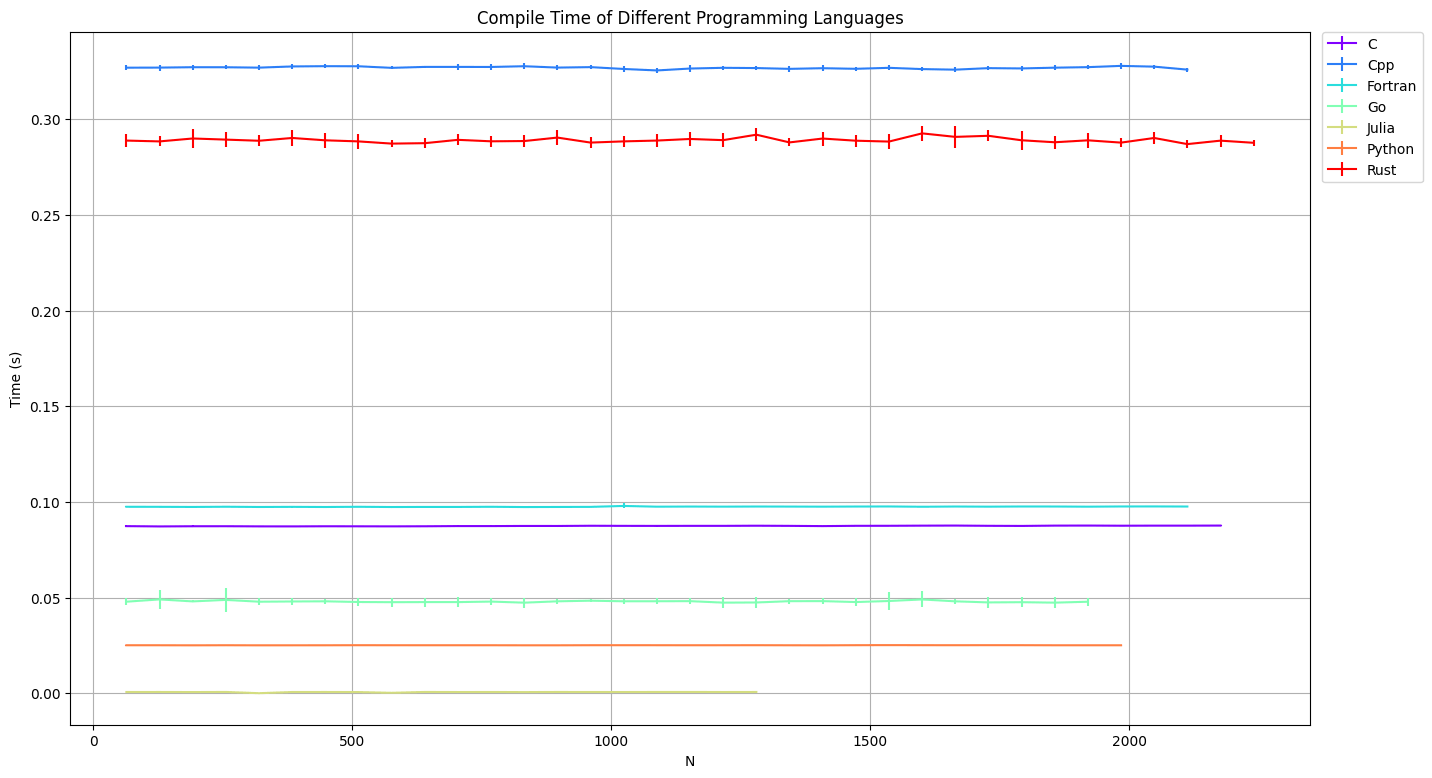 Compile Time of Different Programming Languages
C
Cpp
Fortran
Go
Julia
Python
Rust
Time (s)
0.30
0.25
0.20
0.15
0.10
0.05
0.00
0
500
1000
1500
2000
N